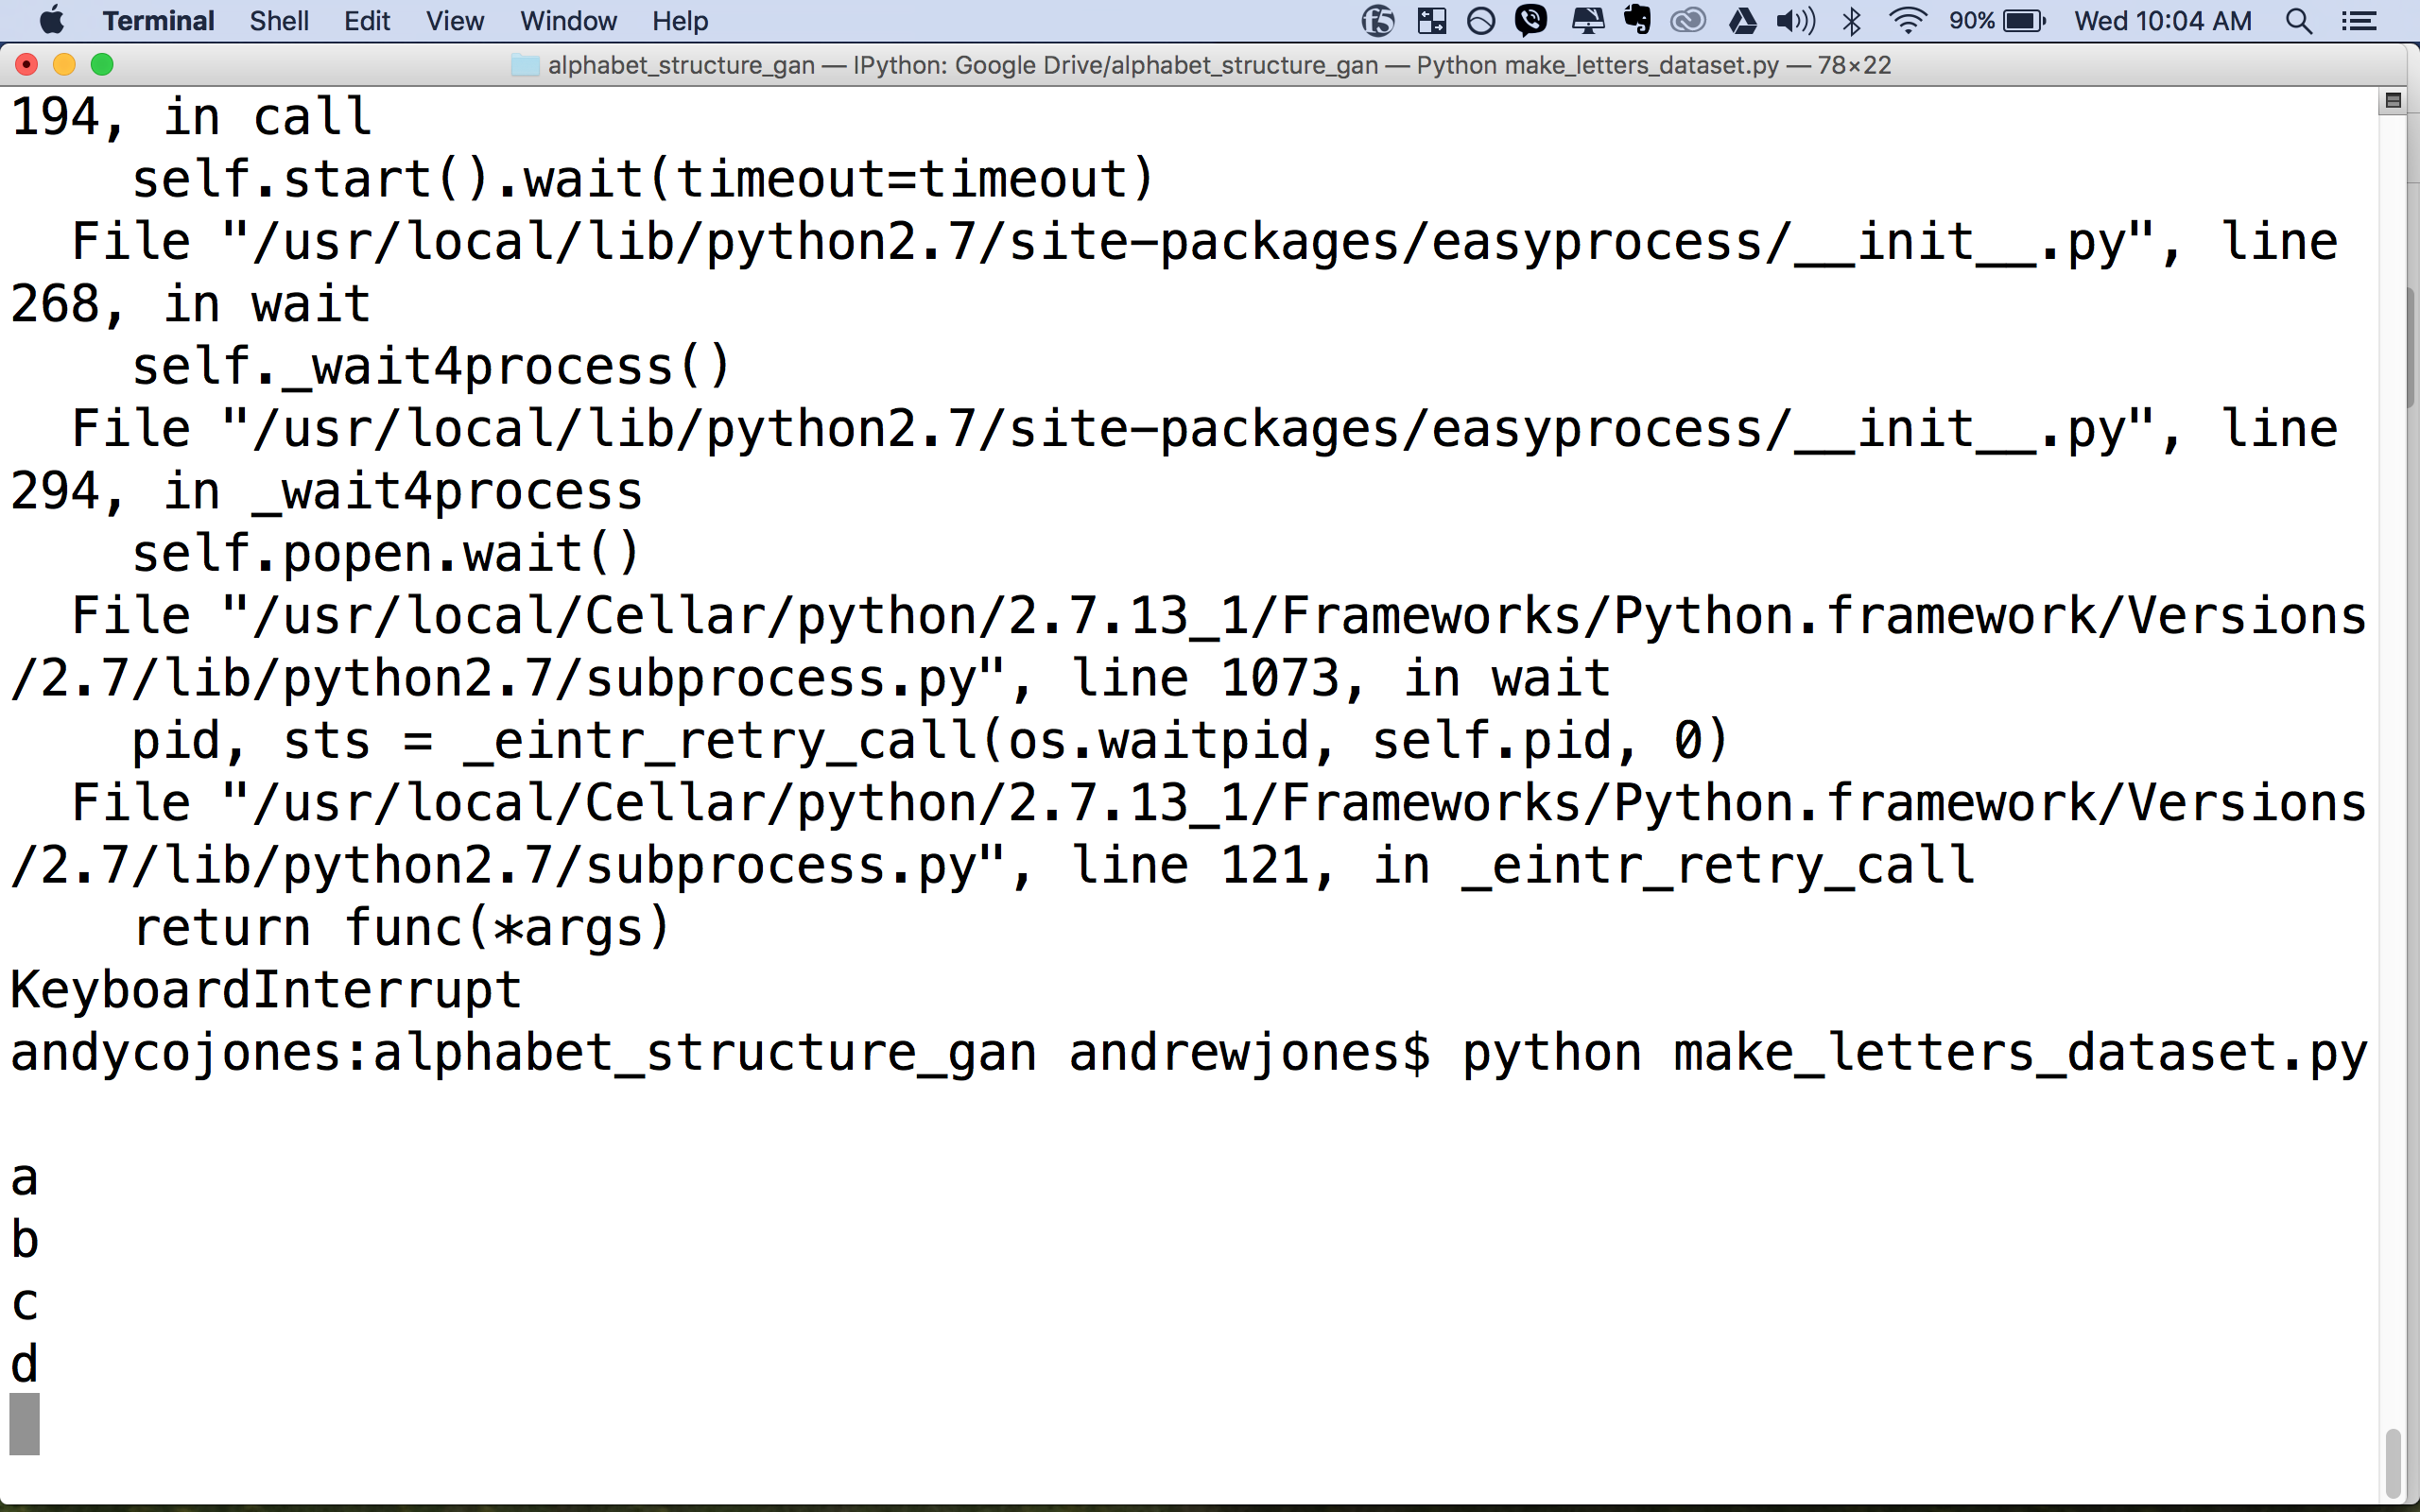 Terminal Shell Edit View Window Help f5 90% Wed 10:04 AM
alphabet_structure_gan — IPython: Google Drive/alphabet_structure_gan — Python make_letters_dataset.py — 78×22
194, in call
    self.start().wait(timeout=timeout)
  File "/usr/local/lib/python2.7/site-packages/easyprocess/__init__.py", line
268, in wait
    self._wait4process()
  File "/usr/local/lib/python2.7/site-packages/easyprocess/__init__.py", line
294, in _wait4process
    self.popen.wait()
  File "/usr/local/Cellar/python/2.7.13_1/Frameworks/Python.framework/Versions
/2.7/lib/python2.7/subprocess.py", line 1073, in wait
    pid, sts = _eintr_retry_call(os.waitpid, self.pid, 0)
  File "/usr/local/Cellar/python/2.7.13_1/Frameworks/Python.framework/Versions
/2.7/lib/python2.7/subprocess.py", line 121, in _eintr_retry_call
    return func(*args)
KeyboardInterrupt
andycojones:alphabet_structure_gan andrewjones$ python make_letters_dataset.py
a
b
c
d